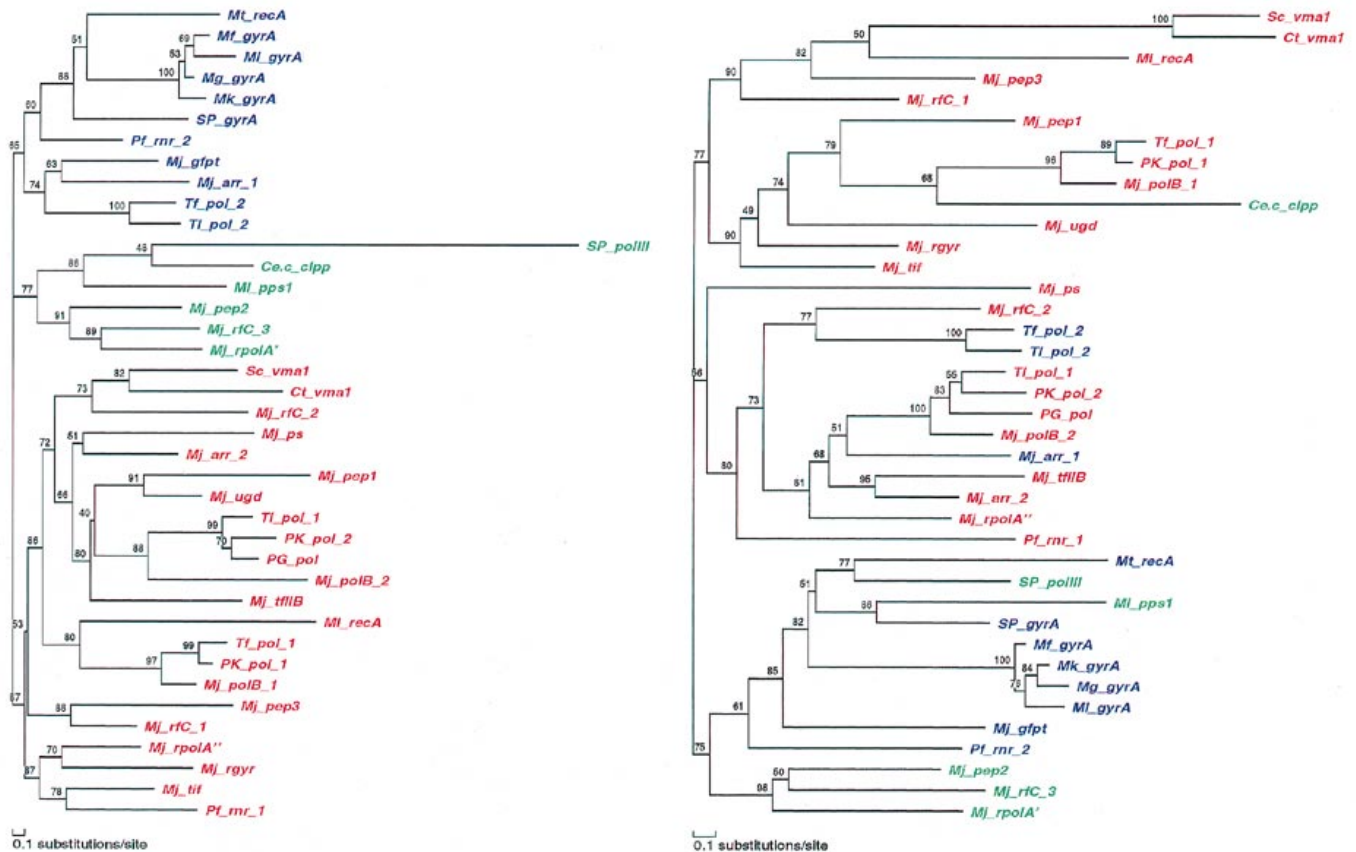 Mt_recA
51
69
Mf_gyrA
53
Ml_gyrA
88
100
Mg_gyrA
Mk_gyrA
60
SP_gyrA
65
Pf_rnr_2
63
Mj_gfpt
74
Mj_arr_1
100
Tf_pol_2
Tl_pol_2
48
SP_polIII
86
Ce.c_clpp
77
Ml_pps1
91
Mj_pep2
89
Mj_rfC_3
Mj_rpolA'
82
Sc_vma1
73
Ct_vma1
72
Mj_rfC_2
51
Mj_ps
66
Mj_arr_2
91
Mj_pep1
40
Mj_ugd
99
Tl_pol_1
86
88
70
PK_pol_2
80
PG_pol
Mj_polB_2
Mj_tfIIB
53
80
Ml_recA
99
Tf_pol_1
97
PK_pol_1
Mj_polB_1
88
Mj_pep3
Mj_rfC_1
70
Mj_rpolA''
Mj_rgyr
78
Mj_tif
Pf_rnr_1
0.1 substitutions/site
100
Sc_vma1
50
Ct_vma1
82
Ml_recA
90
Mj_pep3
Mj_rfC_1
79
Mj_pep1
89
Tf_pol_1
77
96
PK_pol_1
74
68
Mj_polB_1
Ce.c_clpp
49
Mj_ugd
90
Mj_rgyr
Mj_tif
Mj_ps
77
Mj_rfC_2
100
Tf_pol_2
Tl_pol_2
56
55
Tl_pol_1
83
PK_pol_2
73
100
PG_pol
51
Mj_polB_2
68
Mj_arr_1
80
81
96
Mj_tfIIB
Mj_arr_2
Mj_rpolA''
Pf_rnr_1
77
Mt_recA
51
SP_polIII
86
Ml_pps1
82
SP_gyrA
100
Mf_gyrA
85
84
Mk_gyrA
Mg_gyrA
Ml_gyrA
61
Mj_gfpt
75
Pf_rnr_2
60
Mj_pep2
98
Mj_rfC_3
Mj_rpolA'
0.1 substitutions/site